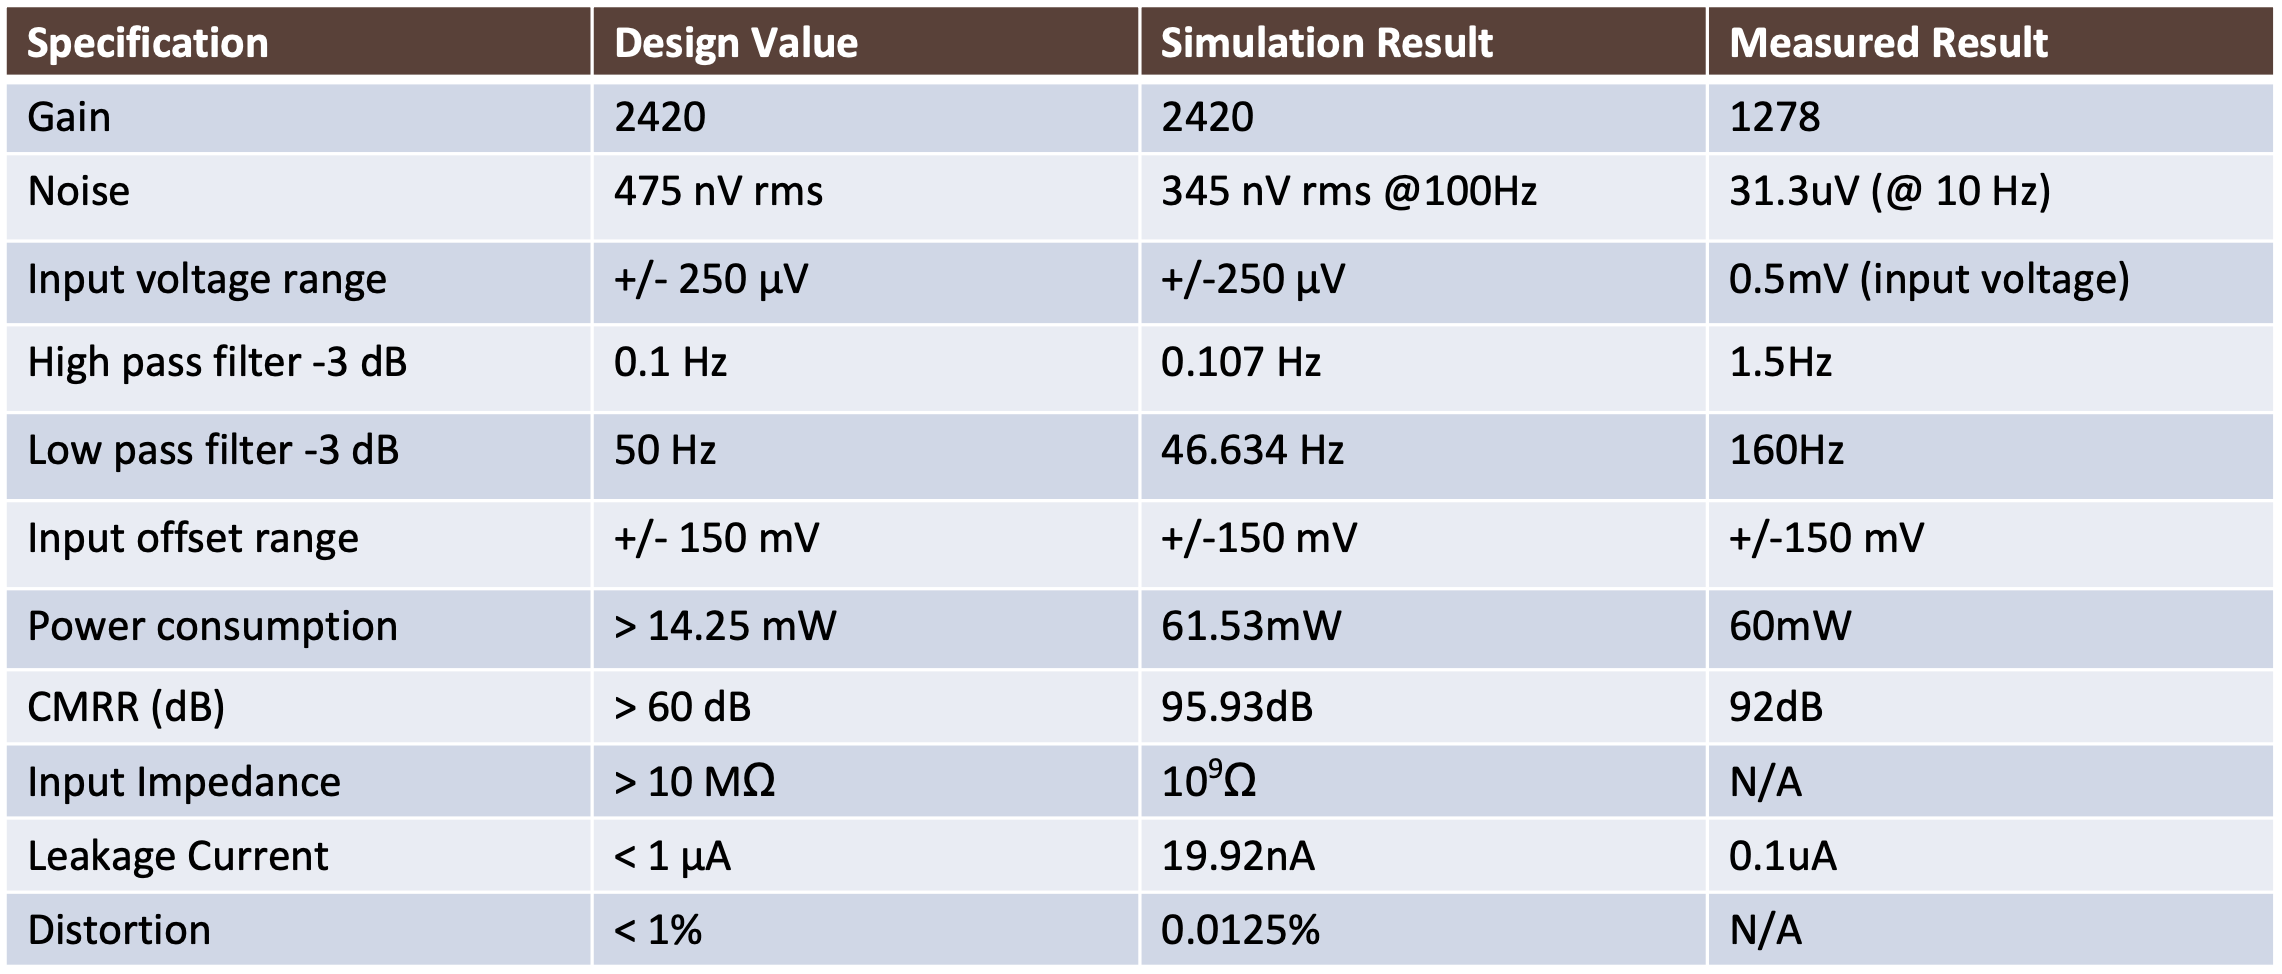 Specification Design Value Simulation Result Measured Result
Gain 2420 2420 1278
Noise 475 nV rms 345 nV rms @100Hz 31.3uV (@ 10 Hz)
Input voltage range +/- 250 µV +/-250 µV 0.5mV (input voltage)
High pass filter -3 dB 0.1 Hz 0.107 Hz 1.5Hz
Low pass filter -3 dB 50 Hz 46.634 Hz 160Hz
Input offset range +/- 150 mV +/-150 mV +/-150 mV
Power consumption > 14.25 mW 61.53mW 60mW
CMRR (dB) > 60 dB 95.93dB 92dB
Input Impedance > 10 MΩ 10⁹Ω N/A
Leakage Current < 1 µA 19.92nA 0.1uA
Distortion < 1% 0.0125% N/A